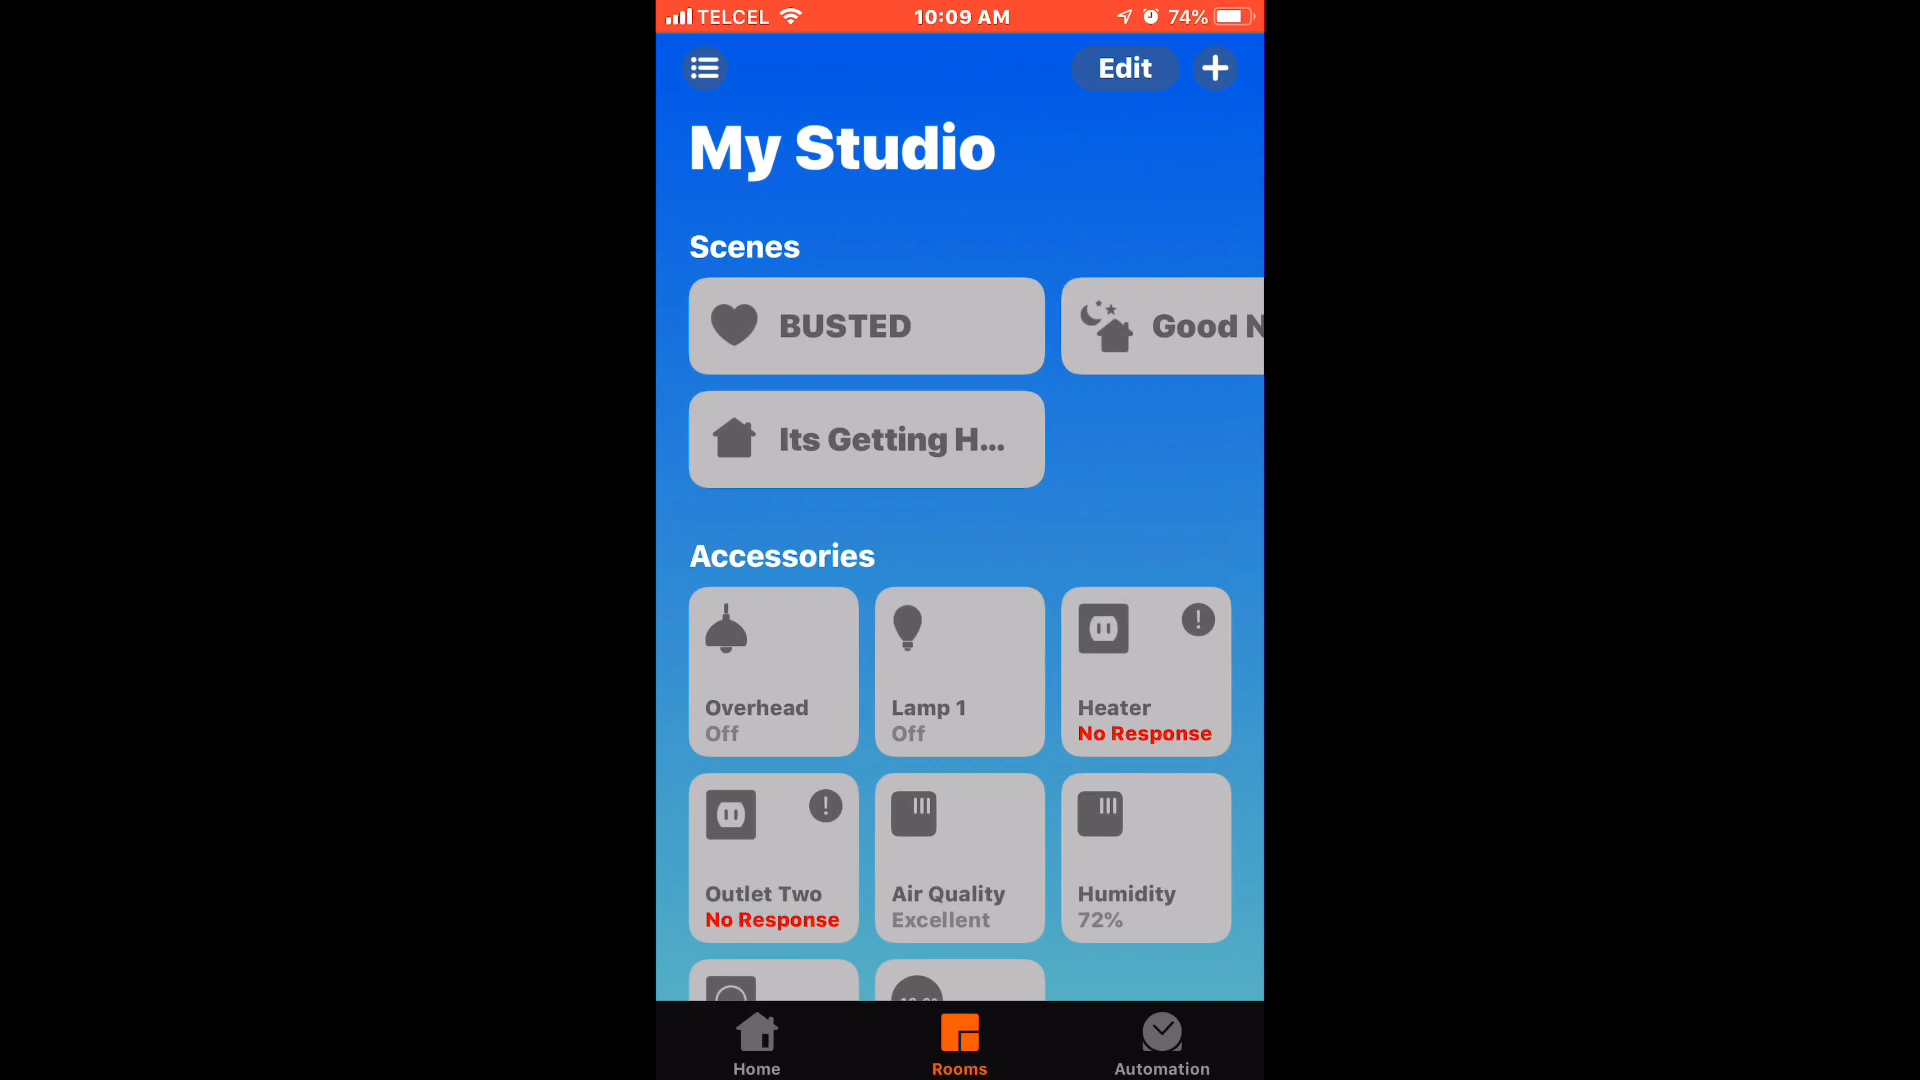 TELCEL 10:09 AM 74%
Edit
My Studio
Scenes
BUSTED
Good N
Its Getting H...
Accessories
Overhead
Off
Lamp 1
Off
Heater
No Response
Outlet Two
No Response
Air Quality
Excellent
Humidity
72%
Home
Rooms
Automation